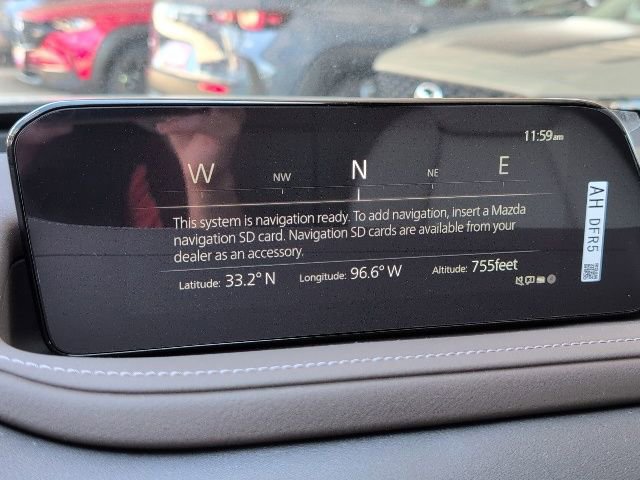 11:59am
W NW N NE E
This system is navigation ready. To add navigation, insert a Mazda
navigation SD card. Navigation SD cards are available from your
dealer as an accessory.
Latitude: 33.2° N Longitude: 96.6° W Altitude: 755feet
AH DFR5